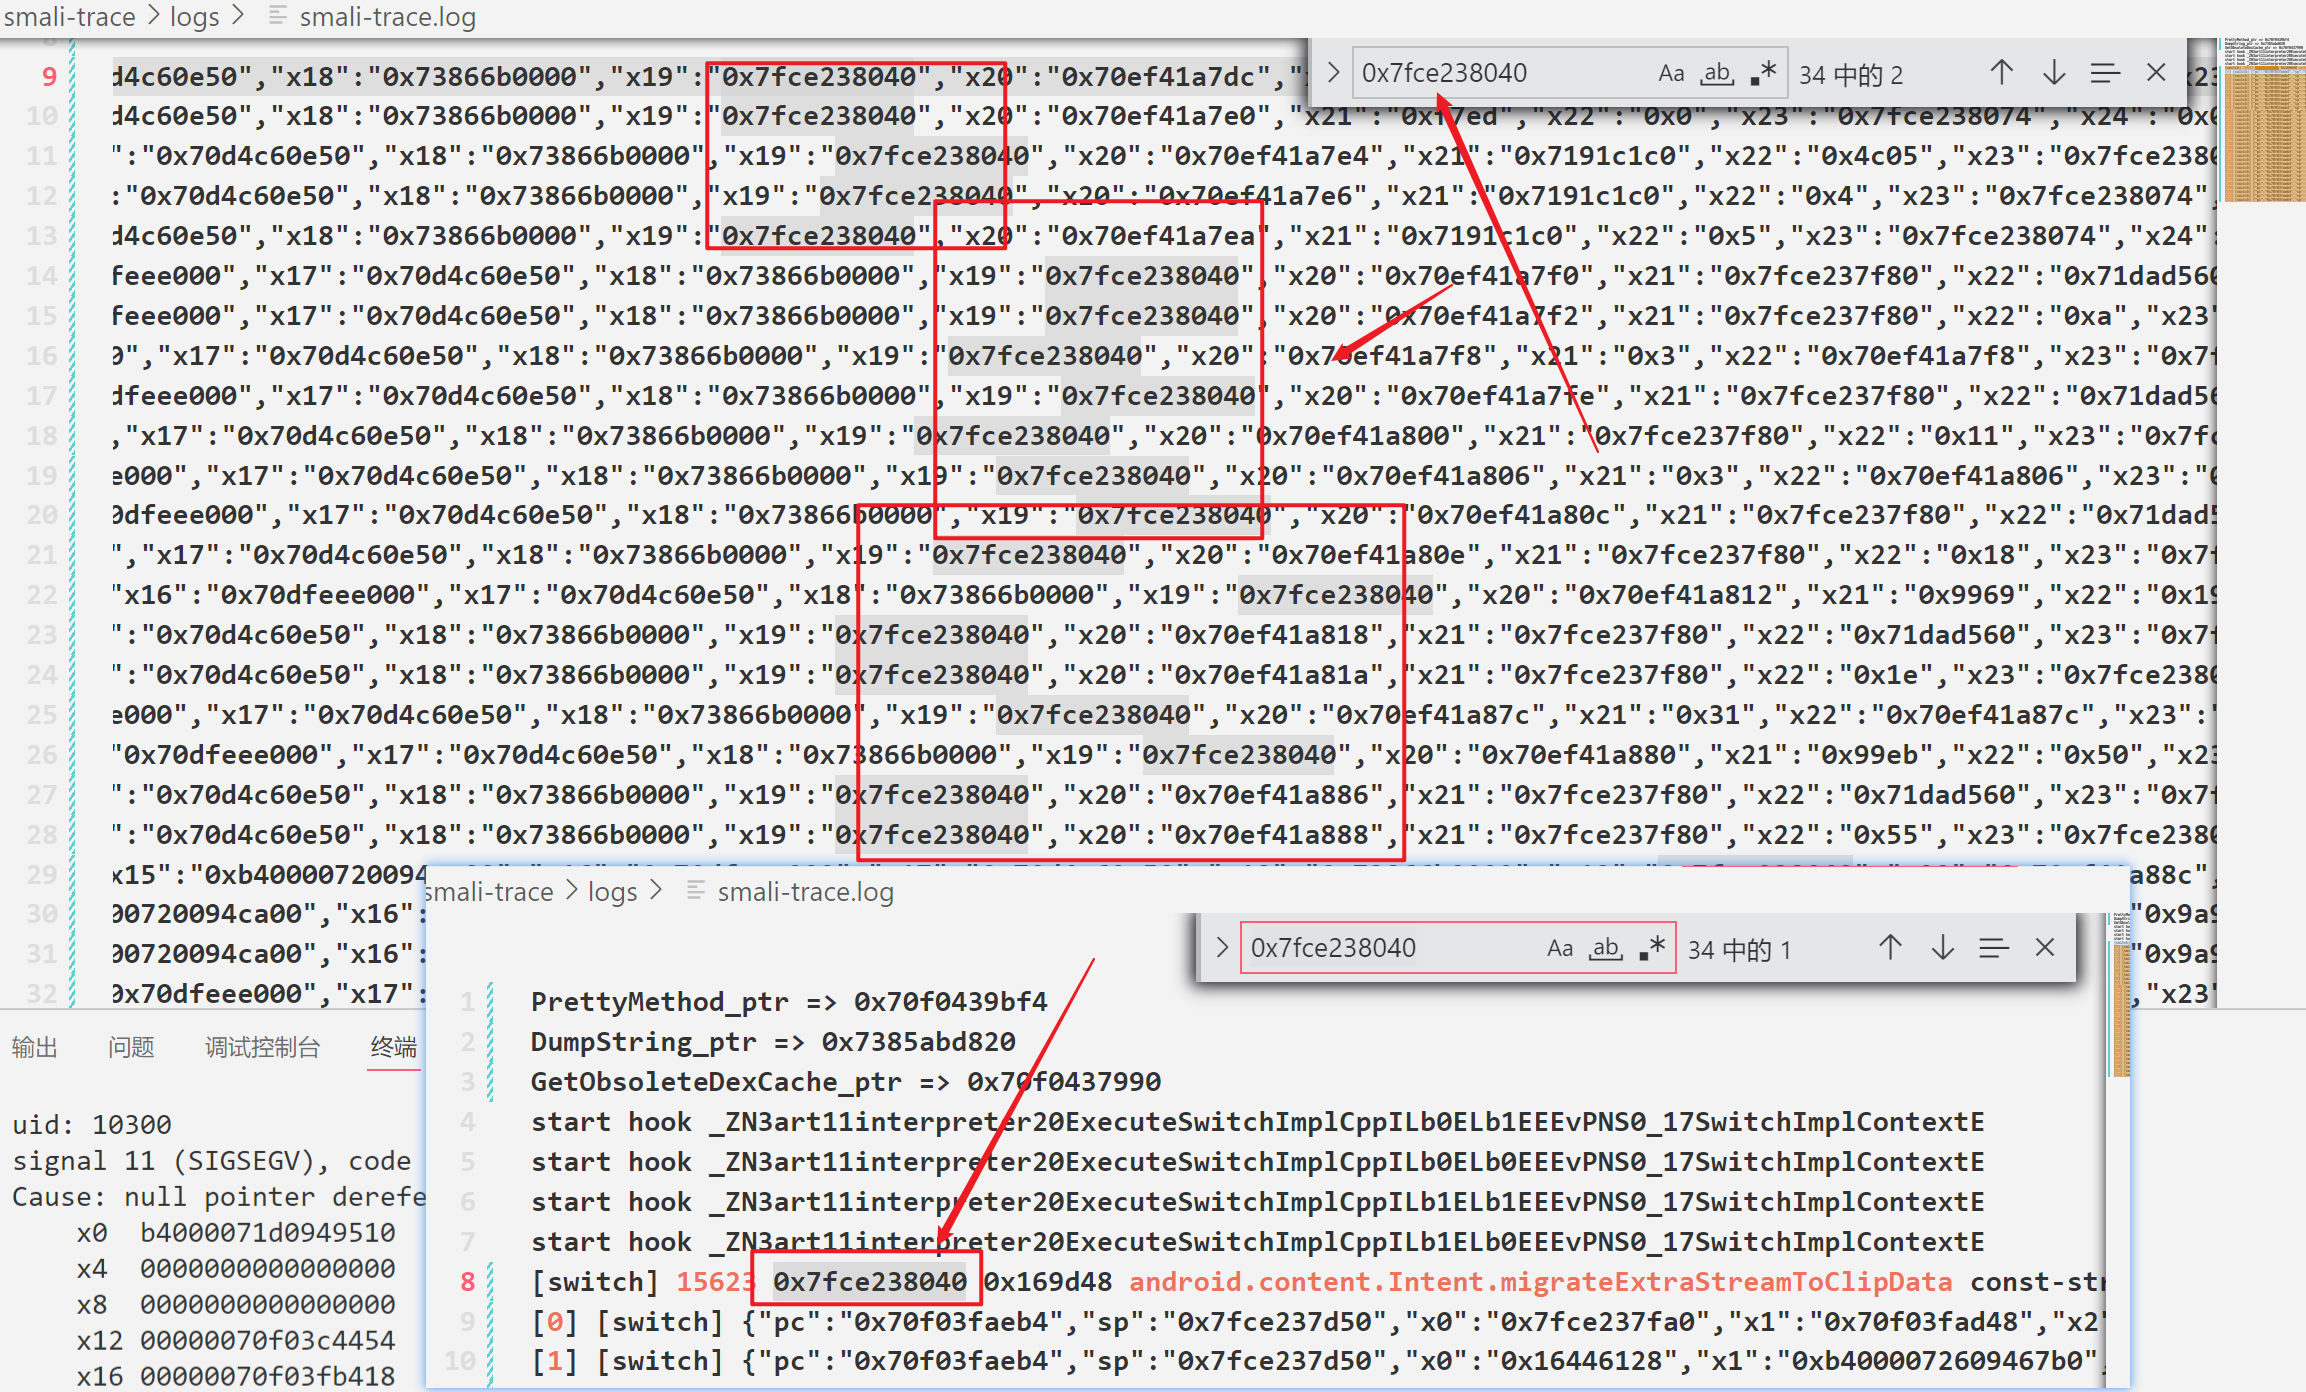 smali-trace > logs > smali-trace.log
0x7fce238040 Aa ab .* 34 中的 2
9 d4c60e50","x18":"0x73866b0000","x19":"0x7fce238040","x20":"0x70ef41a7dc",
10 d4c60e50","x18":"0x73866b0000","x19":"0x7fce238040","x20":"0x70ef41a7e0","x21":"0xf7ed","x22":"0x0","x23":"0x7fce238074","x24":"0x
11 ":"0x70d4c60e50","x18":"0x73866b0000","x19":"0x7fce238040","x20":"0x70ef41a7e4","x21":"0x7191c1c0","x22":"0x4c05","x23":"0x7fce2380
12 :"0x70d4c60e50","x18":"0x73866b0000","x19":"0x7fce238040","x20":"0x70ef41a7e6","x21":"0x7191c1c0","x22":"0x4","x23":"0x7fce238074",
13 d4c60e50","x18":"0x73866b0000","x19":"0x7fce238040","x20":"0x70ef41a7ea","x21":"0x7191c1c0","x22":"0x5","x23":"0x7fce238074","x24":
14 feee000","x17":"0x70d4c60e50","x18":"0x73866b0000","x19":"0x7fce238040","x20":"0x70ef41a7f0","x21":"0x7fce237f80","x22":"0x71dad560
15 feee000","x17":"0x70d4c60e50","x18":"0x73866b0000","x19":"0x7fce238040","x20":"0x70ef41a7f2","x21":"0x7fce237f80","x22":"0xa","x23"
16 0","x17":"0x70d4c60e50","x18":"0x73866b0000","x19":"0x7fce238040","x20":"0x70ef41a7f8","x21":"0x3","x22":"0x70ef41a7f8","x23":"0x7f
17 dfeee000","x17":"0x70d4c60e50","x18":"0x73866b0000","x19":"0x7fce238040","x20":"0x70ef41a7fe","x21":"0x7fce237f80","x22":"0x71dad56
18 ,"x17":"0x70d4c60e50","x18":"0x73866b0000","x19":"0x7fce238040","x20":"0x70ef41a800","x21":"0x7fce237f80","x22":"0x11","x23":"0x7fc
19 e000","x17":"0x70d4c60e50","x18":"0x73866b0000","x19":"0x7fce238040","x20":"0x70ef41a806","x21":"0x3","x22":"0x70ef41a806","x23":"0
20 0dfeee000","x17":"0x70d4c60e50","x18":"0x73866b0000","x19":"0x7fce238040","x20":"0x70ef41a80c","x21":"0x7fce237f80","x22":"0x71dad5
21 ","x17":"0x70d4c60e50","x18":"0x73866b0000","x19":"0x7fce238040","x20":"0x70ef41a80e","x21":"0x7fce237f80","x22":"0x18","x23":"0x7f
22 "x16":"0x70dfeee000","x17":"0x70d4c60e50","x18":"0x73866b0000","x19":"0x7fce238040","x20":"0x70ef41a812","x21":"0x9969","x22":"0x19
23 ":"0x70d4c60e50","x18":"0x73866b0000","x19":"0x7fce238040","x20":"0x70ef41a818","x21":"0x7fce237f80","x22":"0x71dad560","x23":"0x7f
24 ":"0x70d4c60e50","x18":"0x73866b0000","x19":"0x7fce238040","x20":"0x70ef41a81a","x21":"0x7fce237f80","x22":"0x1e","x23":"0x7fce2380
25 e000","x17":"0x70d4c60e50","x18":"0x73866b0000","x19":"0x7fce238040","x20":"0x70ef41a87c","x21":"0x31","x22":"0x70ef41a87c","x23":"
26 "0x70dfeee000","x17":"0x70d4c60e50","x18":"0x73866b0000","x19":"0x7fce238040","x20":"0x70ef41a880","x21":"0x99eb","x22":"0x50","x23
27 ":"0x70d4c60e50","x18":"0x73866b0000","x19":"0x7fce238040","x20":"0x70ef41a886","x21":"0x7fce237f80","x22":"0x71dad560","x23":"0x7f
28 ":"0x70d4c60e50","x18":"0x73866b0000","x19":"0x7fce238040","x20":"0x70ef41a888","x21":"0x7fce237f80","x22":"0x55","x23":"0x7fce2380
29 x15":"0xb40000720094 a88c",
30 00720094ca00","x16": "0x9a9
31 00720094ca00","x16": "0x9a9
32 0x70dfeee000","x17": ,"x23"
输出 问题 调试控制台 终端
uid: 10300
signal 11 (SIGSEGV), code
Cause: null pointer derefe
x0 b4000071d0949510
x4 0000000000000000
x8 0000000000000000
x12 00000070f03c4454
x16 00000070f03fb418
smali-trace > logs > smali-trace.log
0x7fce238040 Aa ab .* 34 中的 1
1 PrettyMethod_ptr => 0x70f0439bf4
2 DumpString_ptr => 0x7385abd820
3 GetObsoleteDexCache_ptr => 0x70f0437990
4 start hook _ZN3art11interpreter20ExecuteSwitchImplCppILb0ELb1EEEvPNS0_17SwitchImplContextE
5 start hook _ZN3art11interpreter20ExecuteSwitchImplCppILb0ELb0EEEvPNS0_17SwitchImplContextE
6 start hook _ZN3art11interpreter20ExecuteSwitchImplCppILb1ELb1EEEvPNS0_17SwitchImplContextE
7 start hook _ZN3art11interpreter20ExecuteSwitchImplCppILb1ELb0EEEvPNS0_17SwitchImplContextE
8 [switch] 15623 0x7fce238040 0x169d48 android.content.Intent.migrateExtraStreamToClipData const-str
9 [0] [switch] {"pc":"0x70f03faeb4","sp":"0x7fce237d50","x0":"0x7fce237fa0","x1":"0x70f03fad48","x2"
10 [1] [switch] {"pc":"0x70f03faeb4","sp":"0x7fce237d50","x0":"0x16446128","x1":"0xb4000072609467b0",